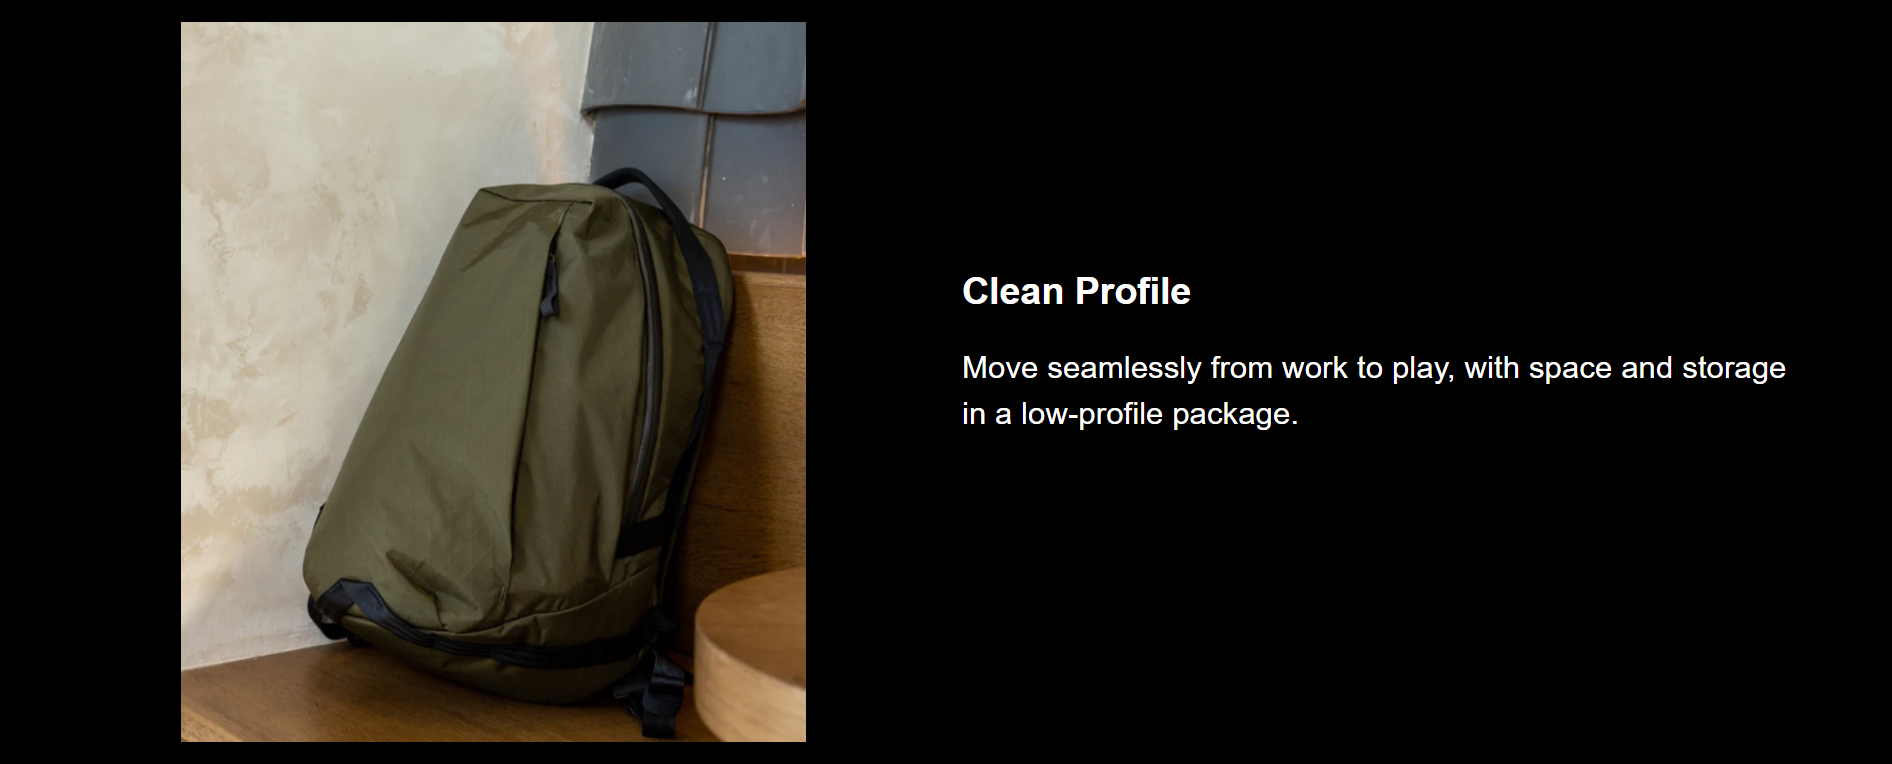 Clean Profile
Move seamlessly from work to play, with space and storage
in a low-profile package.